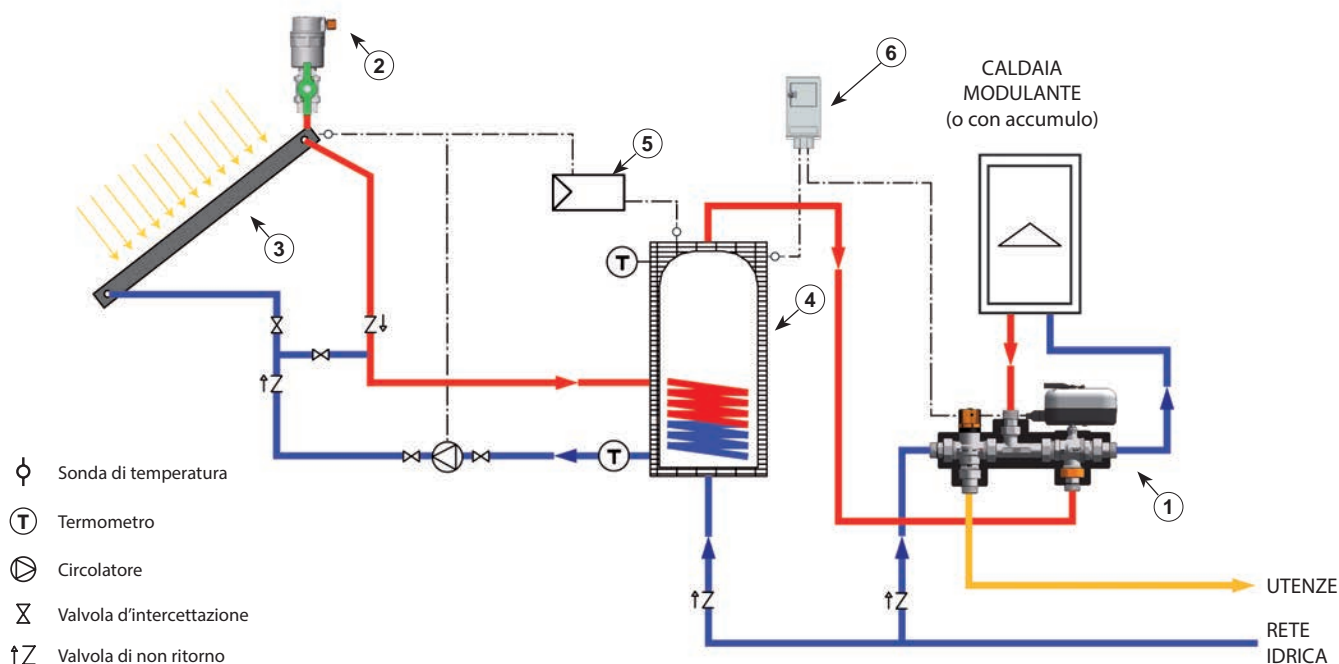 2
6
CALDAIA
MODULANTE
(o con accumulo)
5
3
T
4
Sonda di temperatura
T
1
T Termometro
Circolatore
UTENZE
Valvola d'intercettazione
RETE
IDRICA
Valvola di non ritorno